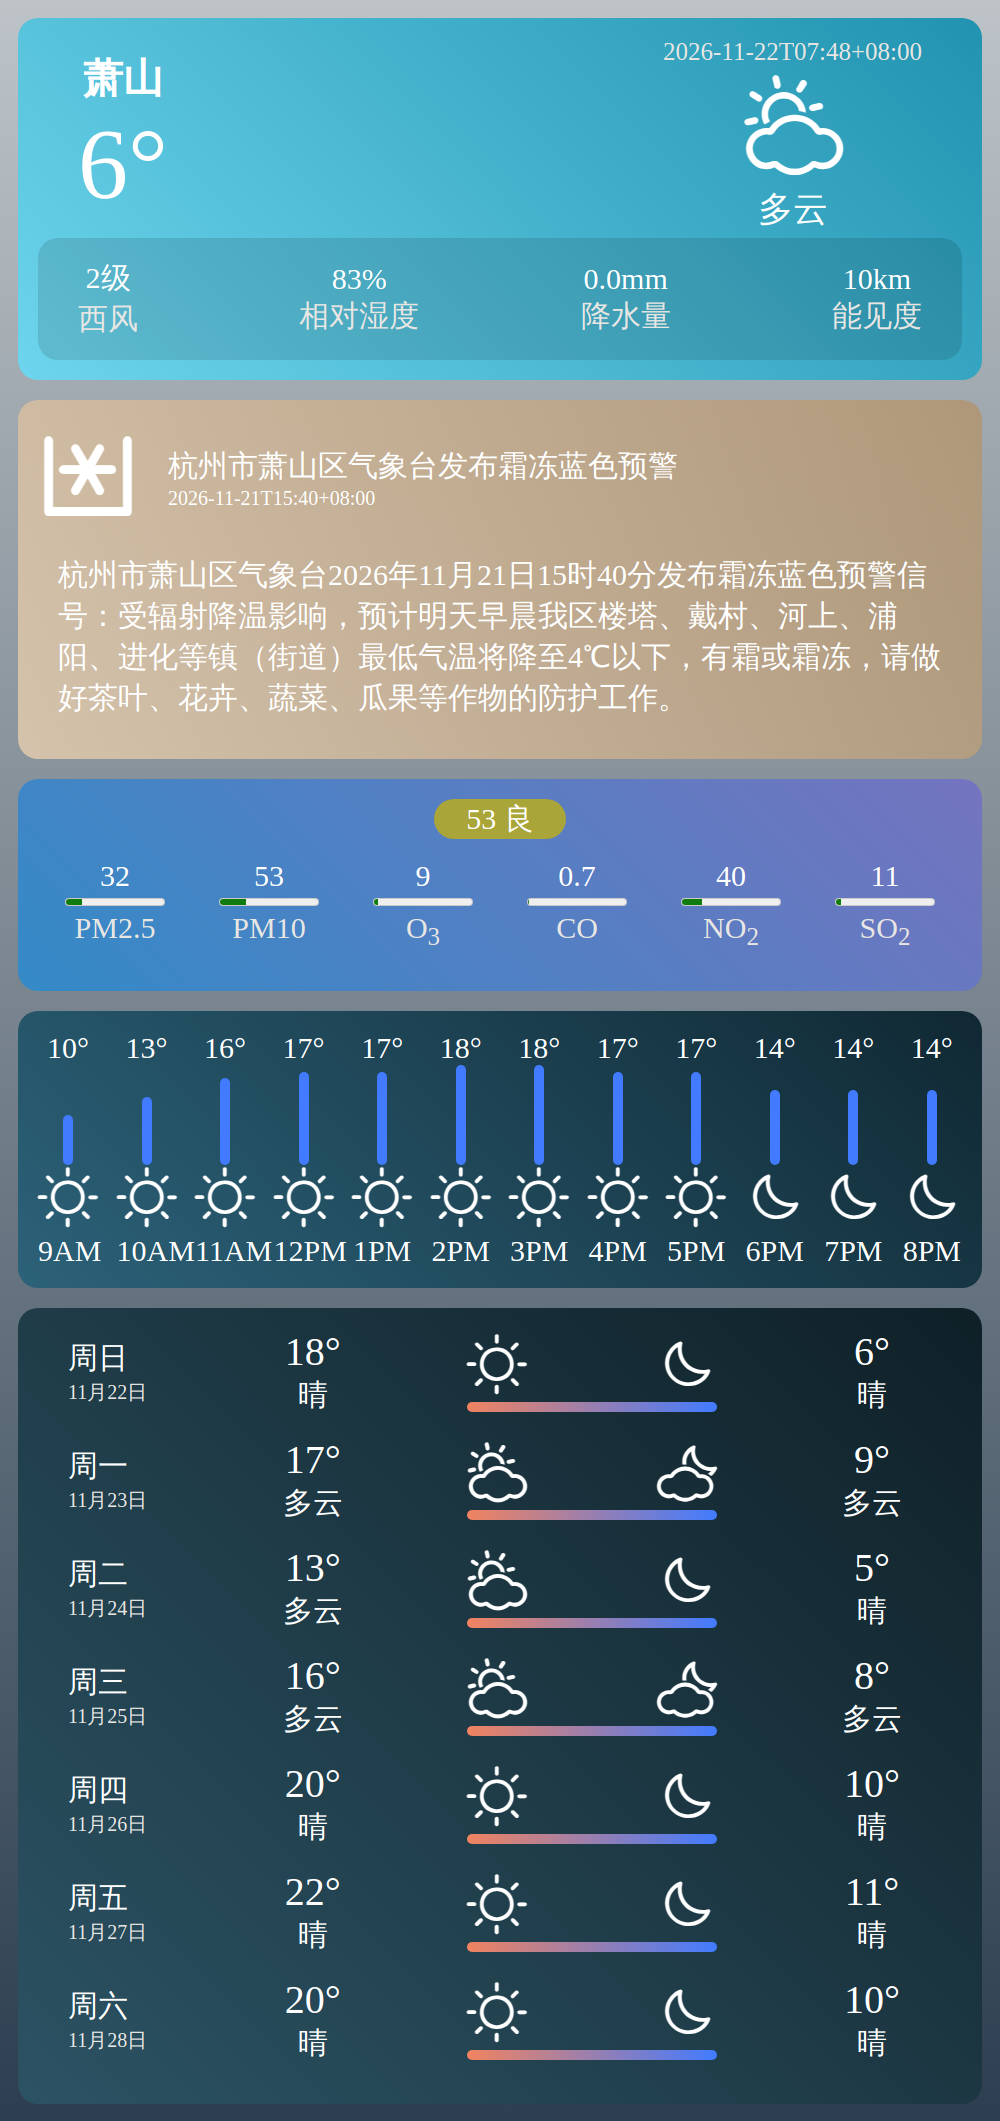 萧山
2026-11-22T07:48+08:00
6°
多云
2级 83% 0.0mm 10km
西风 相对湿度 降水量 能见度
杭州市萧山区气象台发布霜冻蓝色预警
2026-11-21T15:40+08:00
杭州市萧山区气象台2026年11月21日15时40分发布霜冻蓝色预警信
号：受辐射降温影响，预计明天早晨我区楼塔、戴村、河上、浦
阳、进化等镇（街道）最低气温将降至4℃以下，有霜或霜冻，请做
好茶叶、花卉、蔬菜、瓜果等作物的防护工作。
53 良
32 53 9 0.7 40 11
PM2.5 PM10 O3 CO NO2 SO2
10° 13° 16° 17° 17° 18° 18° 17° 17° 14° 14° 14°
9AM 10AM 11AM 12PM 1PM 2PM 3PM 4PM 5PM 6PM 7PM 8PM
周日 18° 6°
11月22日 晴 晴
周一 17° 9°
11月23日 多云 多云
周二 13° 5°
11月24日 多云 晴
周三 16° 8°
11月25日 多云 多云
周四 20° 10°
11月26日 晴 晴
周五 22° 11°
11月27日 晴 晴
周六 20° 10°
11月28日 晴 晴